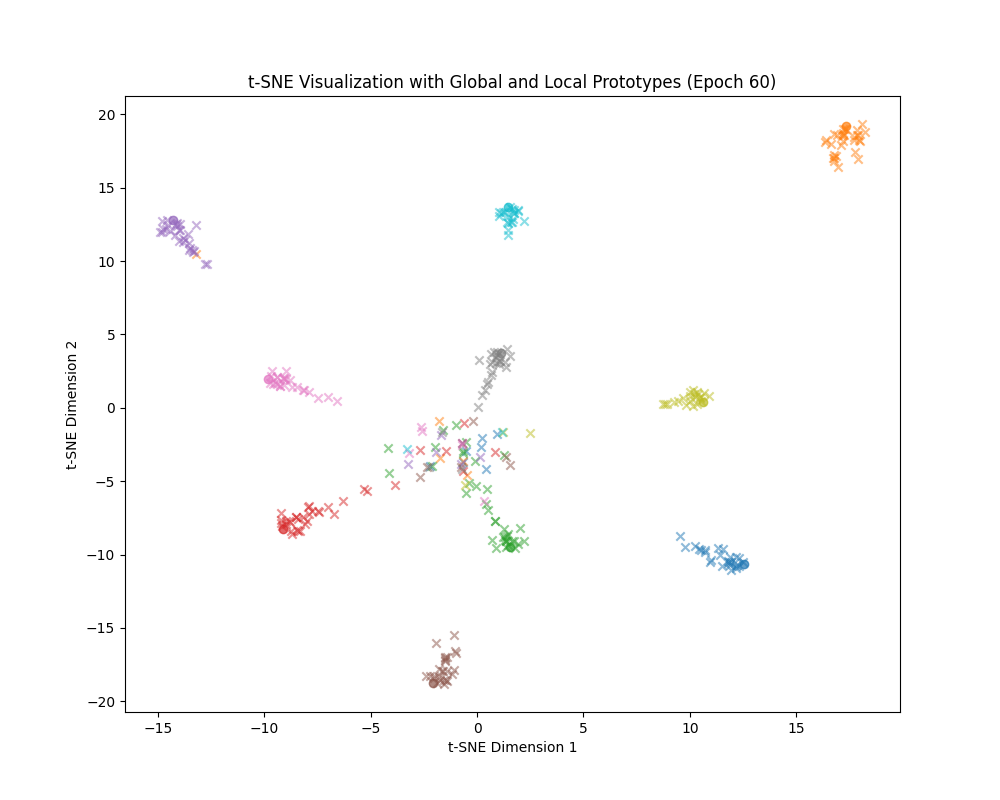 t-SNE Visualization with Global and Local Prototypes (Epoch 60)
20
15
10
5
0
−5
−10
−15
−20
t-SNE Dimension 2
−15 −10 −5 0 5 10 15
t-SNE Dimension 1